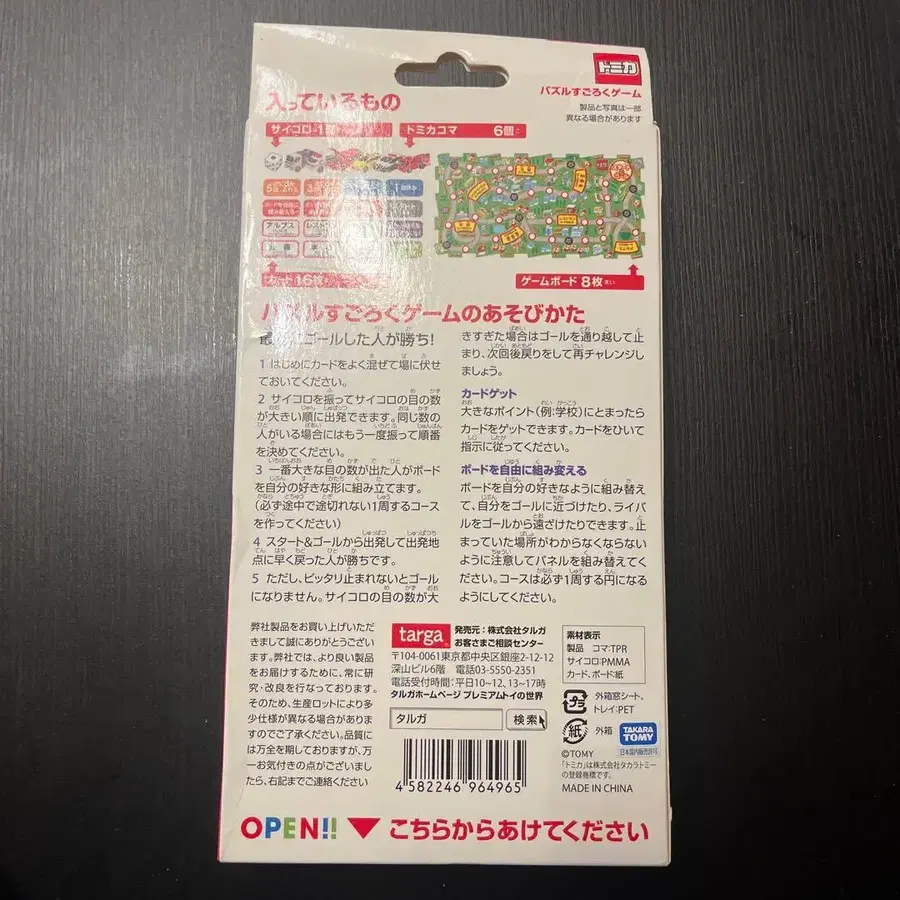 トミカ
パズルすごろくゲーム
製品と写真は一部
異なる場合があります
入っているもの
サイコロ 1
トミカコマ 6個
カード 16
ゲームボード 8枚
パズルすごろくゲームのあそびかた
ゴールした人が勝ち!
1 はじめにカードをよく混ぜて場に伏せ
ておいてください。
2 サイコロを振ってサイコロの目の数
が大きい順に出発できます。同じ数の
人がいる場合にはもう一度振って順番
を決めてください。
3 一番大きな目の数が出た人がボード
を自分の好きな形に組み立てます。
(必ず途中で途切れない1周するコース
を作ってください)
4 スタート&ゴールから出発して出発地
点に早く戻った人が勝ちです。
5 ただし、ピッタリ止まれないとゴール
になりません。サイコロの目の数が大
きすぎた場合はゴールを通り越して止
まり、次回後戻りをして再チャレンジし
ましょう。
カードゲット
大きなポイント(例:学校)にとまったら
カードをゲットできます。カードをひいて
指示に従ってください。
ボードを自由に組み変える
ボードを自分の好きなように組み替え
て、自分をゴールに近づけたり、ライバ
ルをゴールから遠ざけたりできます。止
まっていた場所がわからなくならない
ように注意してパネルを組み替えてく
ださい。コースは必ず1周する円になる
ようにしてください。
弊社製品をお買い上げいただ
きまして誠にありがとうござい
ます。弊社では、より良い製品
をお届けするために、常に研
究・改良を行なっております。
そのため、生産ロットにより多
少仕様が異なる場合がありま
すのでご了承ください。品質に
は万全を期しておりますが、万
一お気付きの点がございまし
たら、右記までご連絡ください
targa 発売元:株式会社タルガ
お客さまご相談センター
〒104-0061東京都中央区銀座2-12-12
深山ビル6階 電話03-5550-2351
電話受付時間:平日10~12、13~17時
タルガホームページ プレミアムトイの世界
タルガ 検索
4 582246 964965
素材表示
製品 コマ:TPR
サイコロ:PMMA
カード、ボード:紙
プラ 外箱窓シート、
トレイ:PET
紙 外箱
TAKARA TOMY
日本国内販売許可
©TOMY
「トミカ」は株式会社タカラトミー
の登録商標です。
MADE IN CHINA
OPEN!! ▼ こちらからあけてください